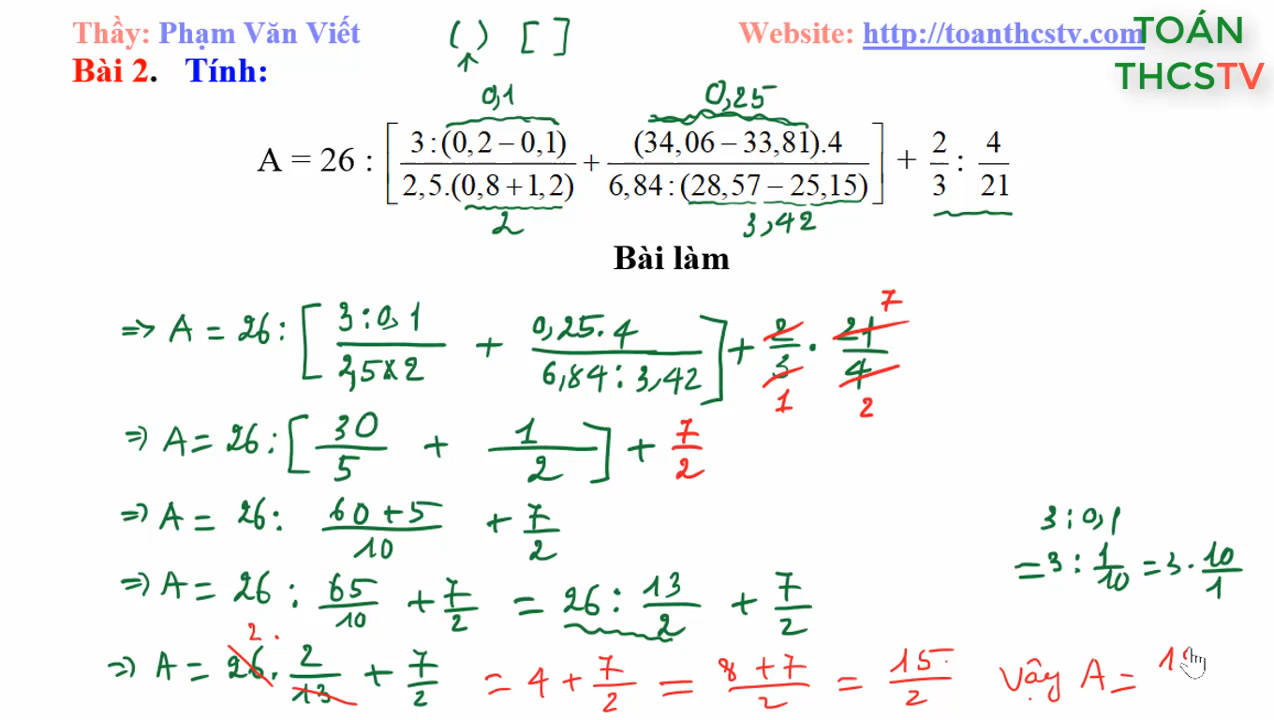 Thầy: Phạm Văn Viết ( ) [ ] Website: http://toanthcstv.com TOÁN
Bài 2. Tính: THCSTV
0,1 0,25
A = 26 : [ 3:(0,2 − 0,1) / 2,5.(0,8 + 1,2) + (34,06 − 33,81).4 / 6,84 : (28,57 − 25,15) ] + 2/3 : 4/21
2 3,42
Bài làm
=> A = 26 : [ 3:0,1 / 2,5×2 + 0,25.4 / 6,84 : 3,42 ] + 2/3 . 21/4
7 1 2
=> A = 26 : [ 30/5 + 1/2 ] + 7/2
=> A = 26 : 60+5 / 10 + 7/2
3 : 0,1
= 3 : 1/10 = 3 . 10/1
=> A = 26 : 65/10 + 7/2 = 26 : 13/2 + 7/2
2.
=> A = 26 . 2/13 + 7/2 = 4 + 7/2 = 8+7 / 2 = 15/2 Vậy A = 1